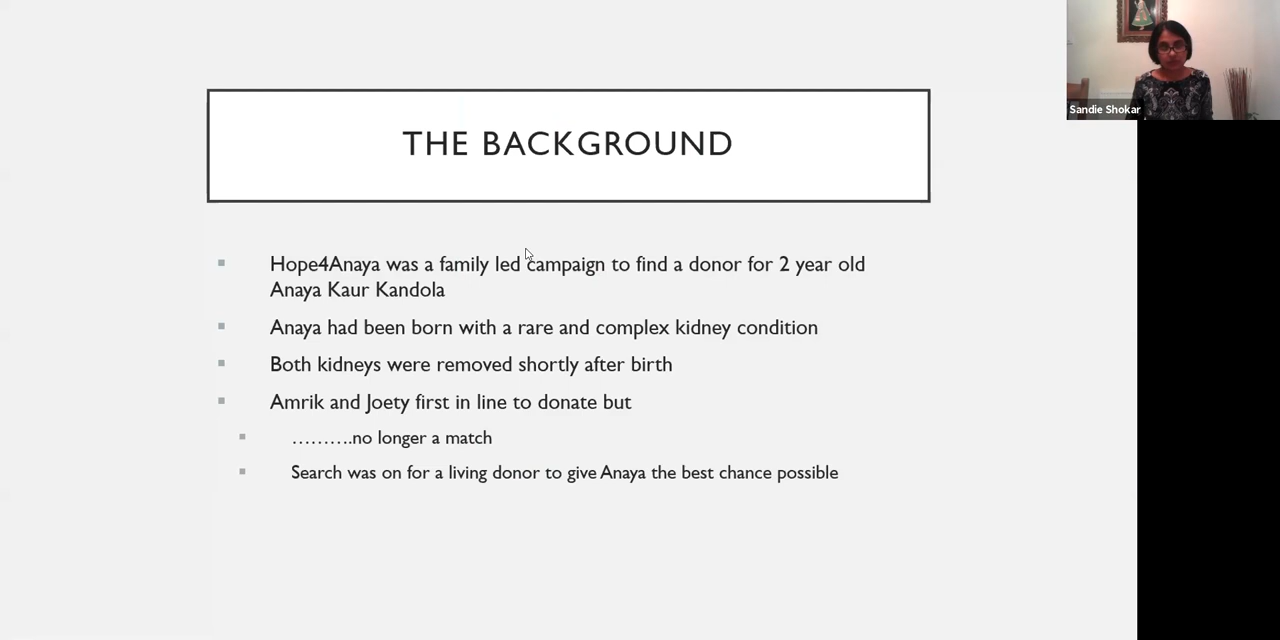 THE BACKGROUND
Hope4Anaya was a family led campaign to find a donor for 2 year old
Anaya Kaur Kandola
Anaya had been born with a rare and complex kidney condition
Both kidneys were removed shortly after birth
Amrik and Joety first in line to donate but
……….no longer a match
Search was on for a living donor to give Anaya the best chance possible
Sandie Shokar